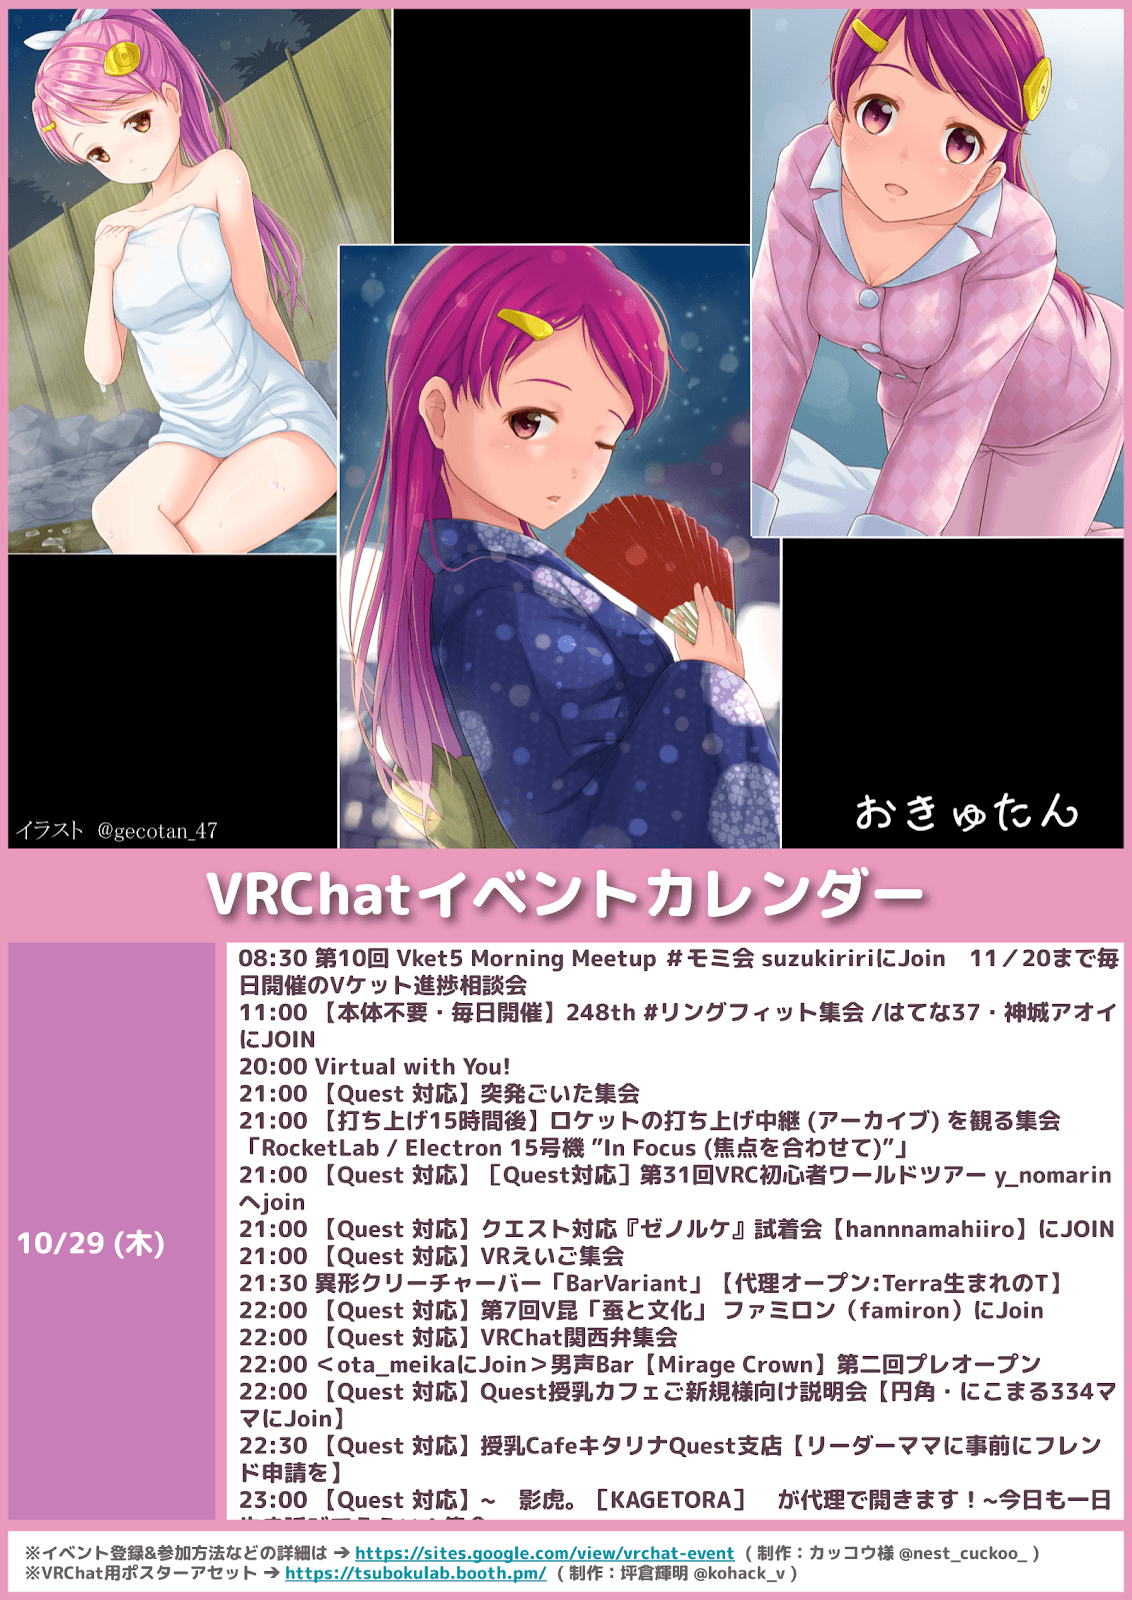 イラスト @gecotan_47
おきゅたん
VRChatイベントカレンダー
10/29 (木)
08:30 第10回 Vket5 Morning Meetup ＃モミ会 suzukiririにJoin　11／20まで毎
日開催のVケット進捗相談会
11:00 【本体不要・毎日開催】248th #リングフィット集会 /はてな37・神城アオイ
にJOIN
20:00 Virtual with You!
21:00 【Quest 対応】突発ごいた集会
21:00 【打ち上げ15時間後】ロケットの打ち上げ中継 (アーカイブ) を観る集会
「RocketLab / Electron 15号機 ”In Focus (焦点を合わせて)”」
21:00 【Quest 対応】［Quest対応］第31回VRC初心者ワールドツアー y_nomarin
へjoin
21:00 【Quest 対応】クエスト対応『ゼノルケ』試着会【hannnamahiiro】にJOIN
21:00 【Quest 対応】VRえいご集会
21:30 異形クリーチャーバー「BarVariant」【代理オープン:Terra生まれのT】
22:00 【Quest 対応】第7回V昆「蚕と文化」 ファミロン（famiron）にJoin
22:00 【Quest 対応】VRChat関西弁集会
22:00 ＜ota_meikaにJoin＞男声Bar【Mirage Crown】第二回プレオープン
22:00 【Quest 対応】Quest授乳カフェご新規様向け説明会【円角・にこまる334マ
マにJoin】
22:30 【Quest 対応】授乳CafeキタリナQuest支店【リーダーママに事前にフレン
ド申請を】
23:00 【Quest 対応】~　影虎。［KAGETORA］　が代理で開きます！~今日も一日
※イベント登録&参加方法などの詳細は ➔ https://sites.google.com/view/vrchat-event （ 制作：カッコウ様 @nest_cuckoo_ ）
※VRChat用ポスターアセット ➔ https://tsubokulab.booth.pm/ （ 制作：坪倉輝明 @kohack_v ）